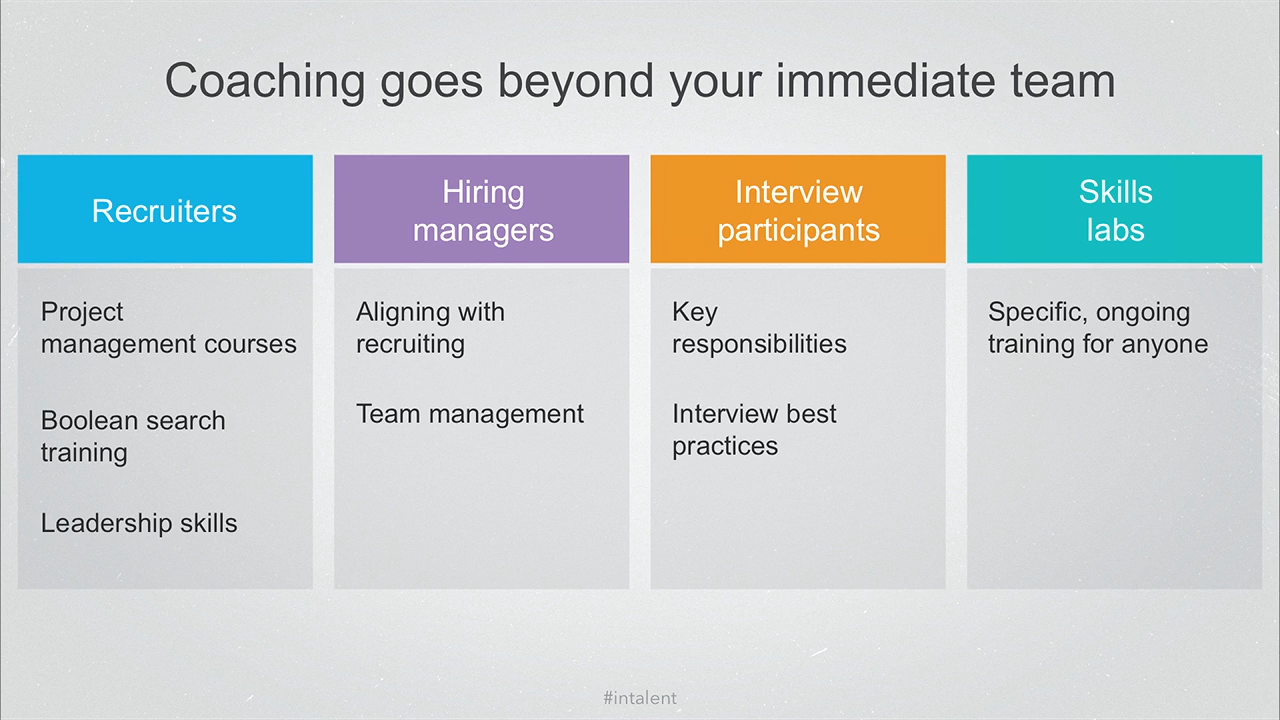 Coaching goes beyond your immediate team
Recruiters
Project
management courses
Boolean search
training
Leadership skills
Hiring
managers
Aligning with
recruiting
Team management
Interview
participants
Key
responsibilities
Interview best
practices
Skills
labs
Specific, ongoing
training for anyone
#intalent